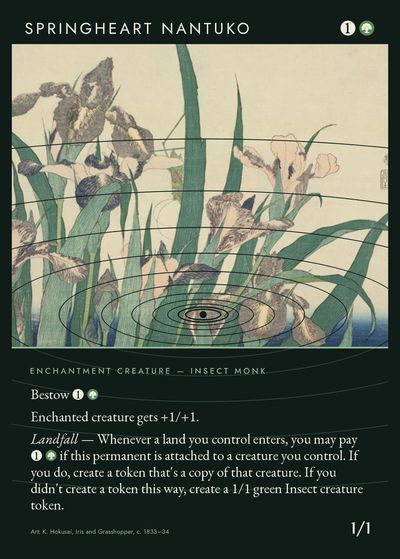 SPRINGHEART NANTUKO 1
ENCHANTMENT CREATURE — INSECT MONK
Bestow 1
Enchanted creature gets +1/+1.
Landfall — Whenever a land you control enters, you may pay
1 if this permanent is attached to a creature you control. If
you do, create a token that's a copy of that creature. If you
didn't create a token this way, create a 1/1 green Insect creature
token.
Art: K. Hokusai, Iris and Grasshopper, c. 1833–34
1/1